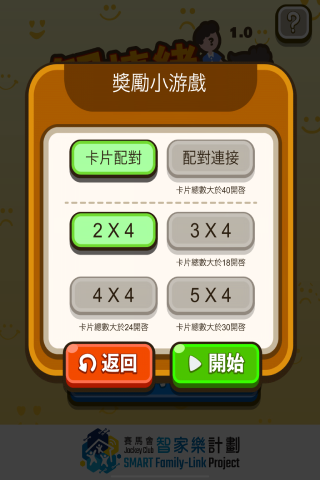 1.0
?
獎勵小游戲
卡片配對
配對連接
卡片總數大於40開啓
2 X 4
3 X 4
卡片總數大於18開啓
4 X 4
5 X 4
卡片總數大於24開啓
卡片總數大於30開啓
返回
開始
賽馬會
Jockey Club
智家樂計劃
SMART Family-Link Project